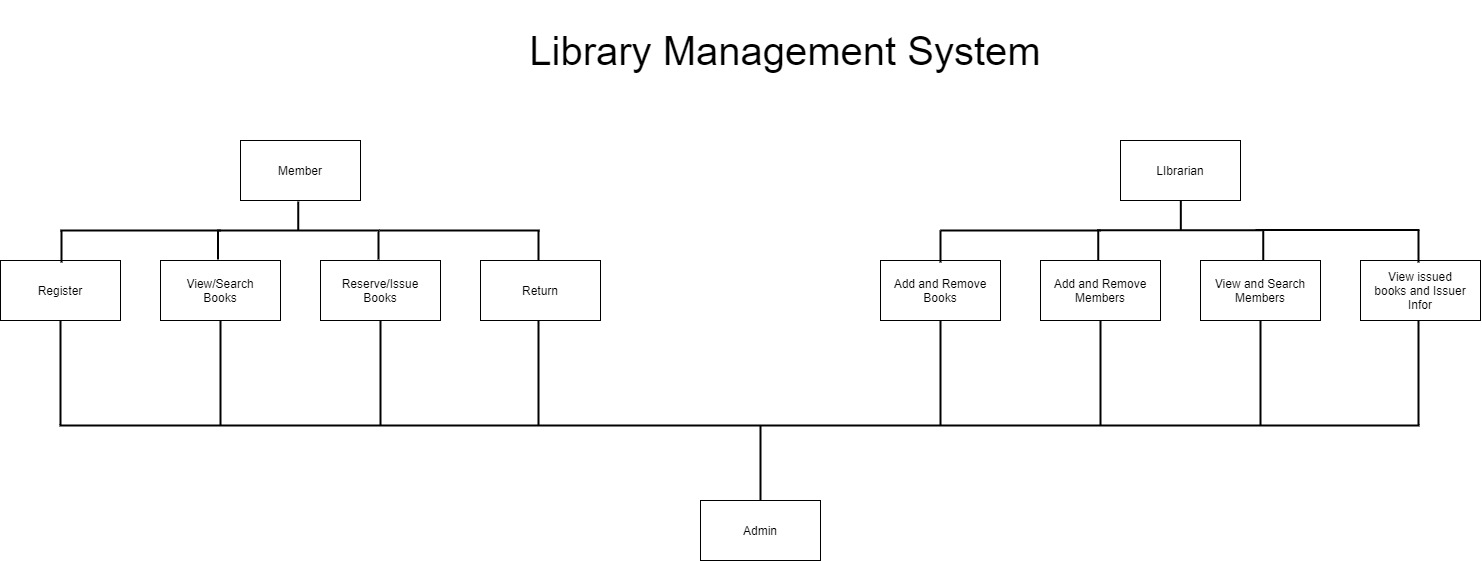 Library Management System
Member
LIbrarian
Register
View/Search
Books
Reserve/Issue
Books
Return
Add and Remove
Books
Add and Remove
Members
View and Search
Members
View issued
books and Issuer
Infor
Admin